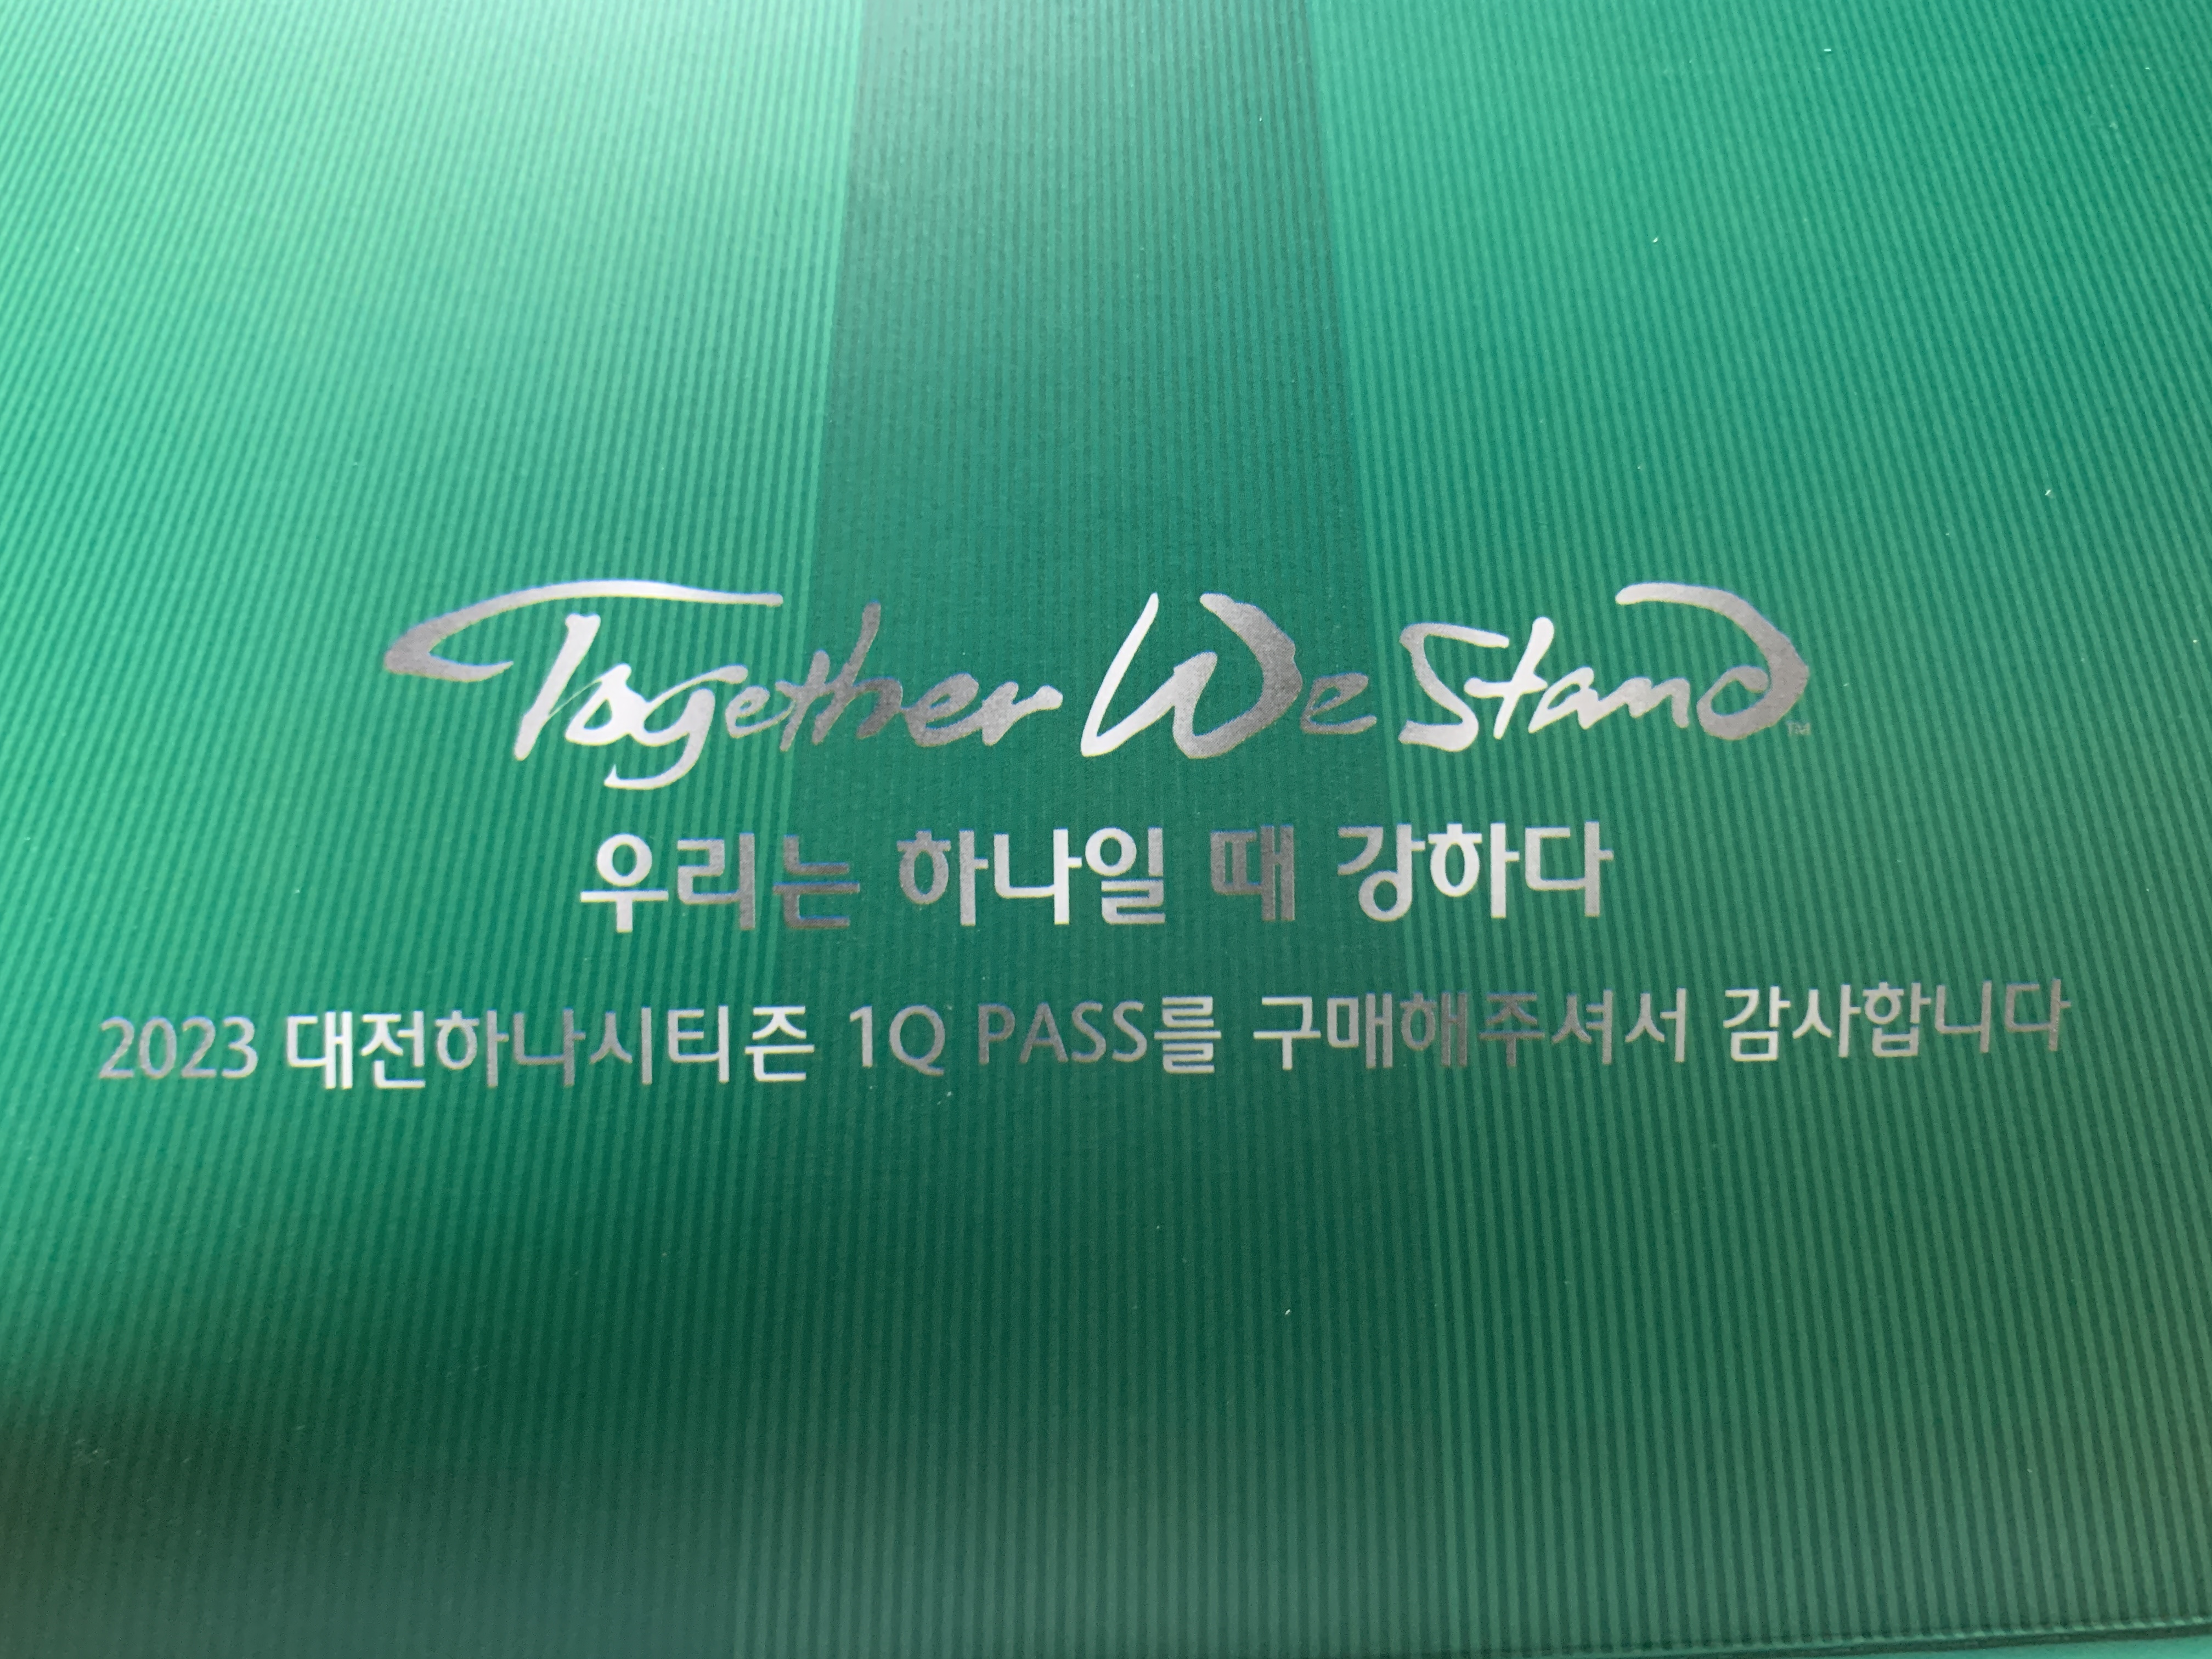 Together We Stand™
우리는 하나일 때 강하다
2023 대전하나시티즌 1Q PASS를 구매해주셔서 감사합니다